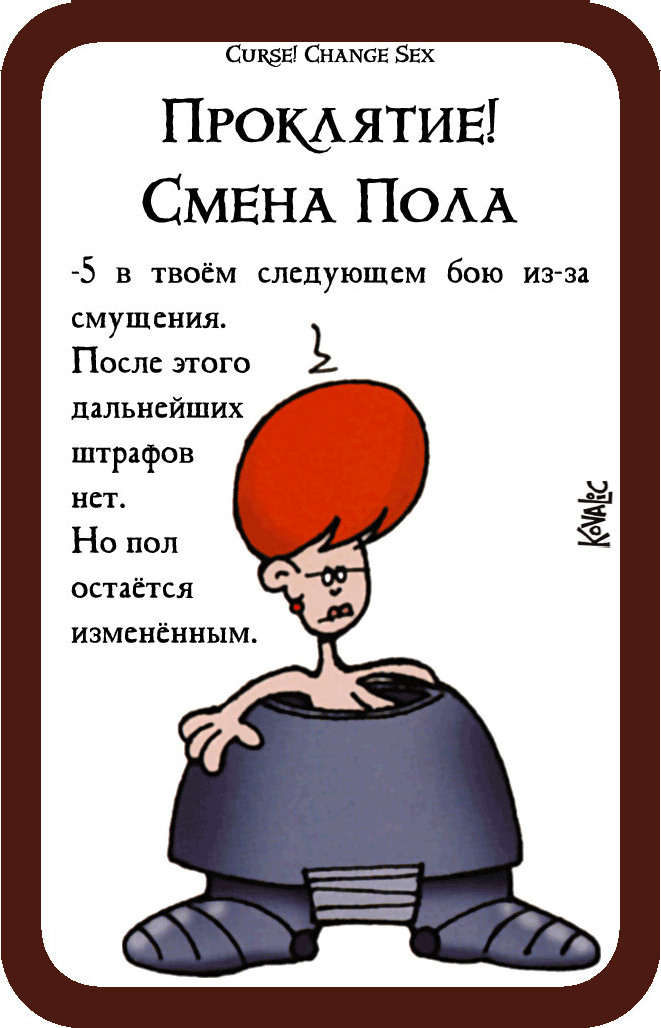 Curse! Change Sex
Проклятие!
Смена Пола
-5 в твоём следующем бою из-за
смущения.
После этого
дальнейших
штрафов
нет.
Но пол
остаётся
изменённым.
Kovalic